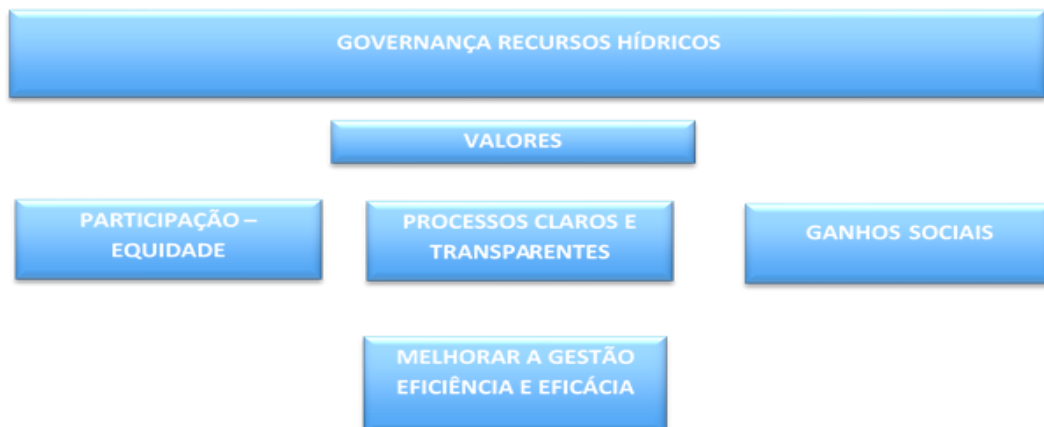 GOVERNANÇA RECURSOS HÍDRICOS
VALORES
PARTICIPAÇÃO –
EQUIDADE
PROCESSOS CLAROS E
TRANSPARENTES
GANHOS SOCIAIS
MELHORAR A GESTÃO
EFICIÊNCIA E EFICÁCIA